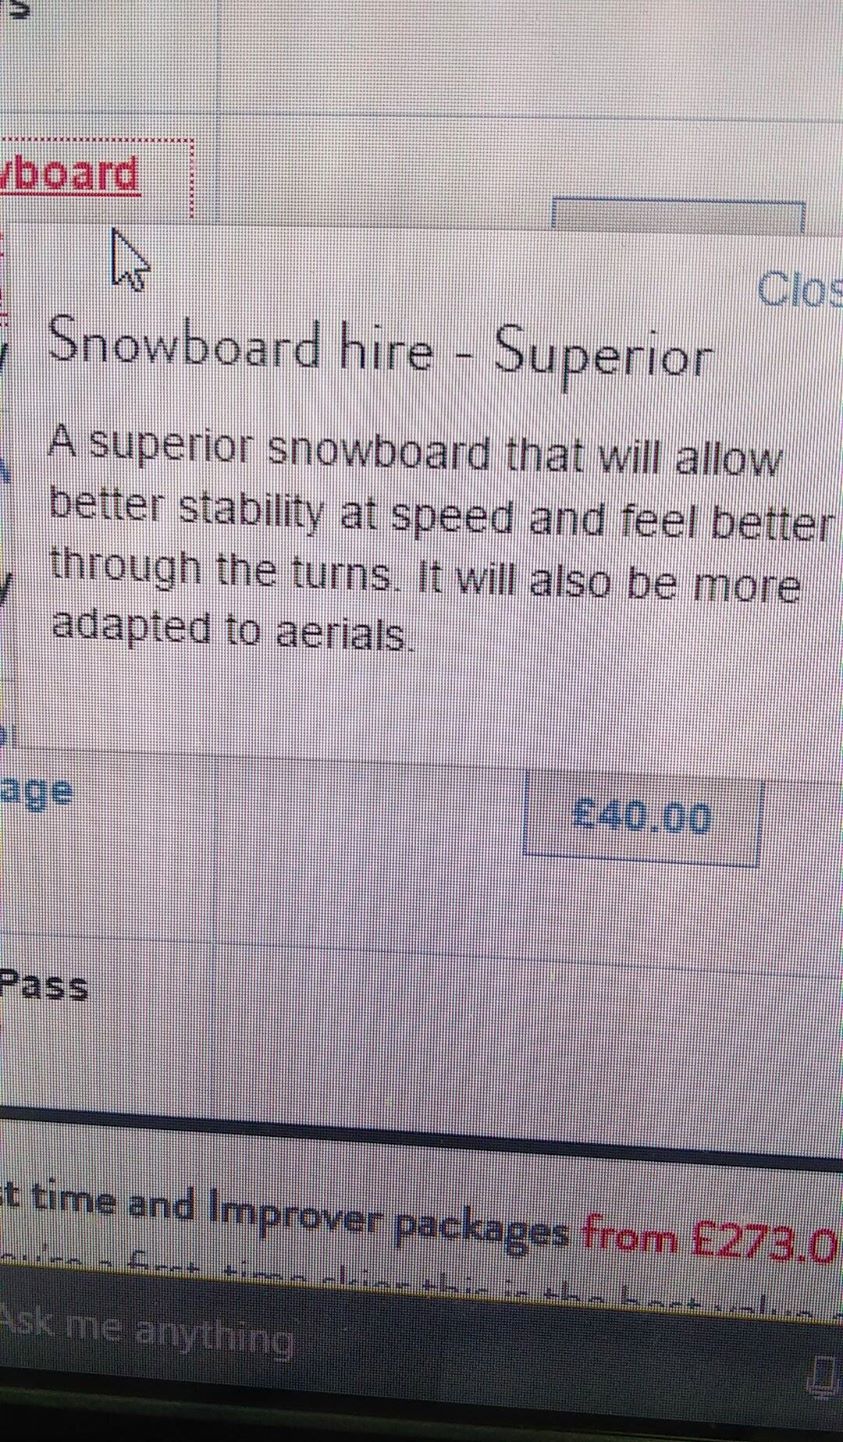 Clos
Snowboard hire - Superior
A superior snowboard that will allow
better stability at speed and feel better
through the turns. It will also be more
adapted to aerials.
age
£40.00
Pass
t time and Improver packages from £273.0
Ask me anything